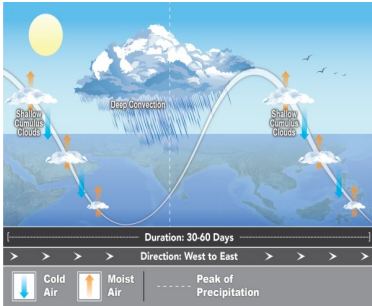 Deep Convection
Shallow
Cumulus
Clouds
Shallow
Cumulus
Clouds
Duration: 30-60 Days
Direction: West to East
Cold
Air
Moist
Air
Peak of
Precipitation